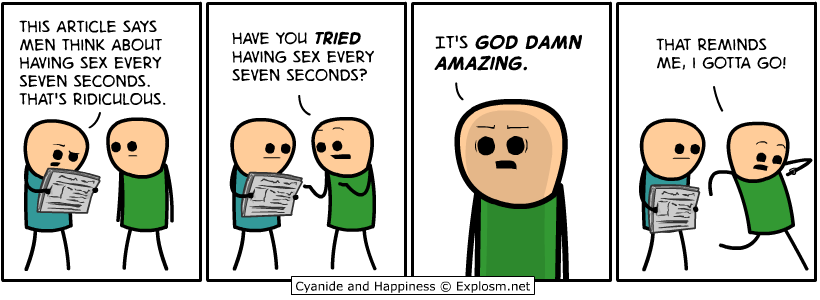 THIS ARTICLE SAYS
MEN THINK ABOUT
HAVING SEX EVERY
SEVEN SECONDS.
THAT'S RIDICULOUS.
HAVE YOU TRIED
HAVING SEX EVERY
SEVEN SECONDS?
IT'S GOD DAMN
AMAZING.
THAT REMINDS
ME, I GOTTA GO!
Cyanide and Happiness © Explosm.net